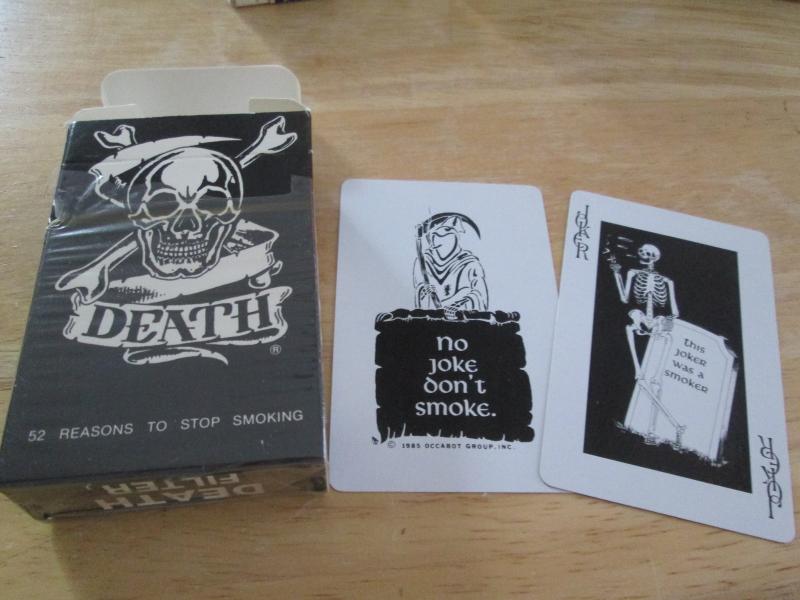 DEATH®
52 REASONS TO STOP SMOKING
DEATH
FILTER,
No
joke
don't
smoke.
© 1985 OCCABOT GROUP, INC.
JOKER
this
joker
was a
smoker
JOKER